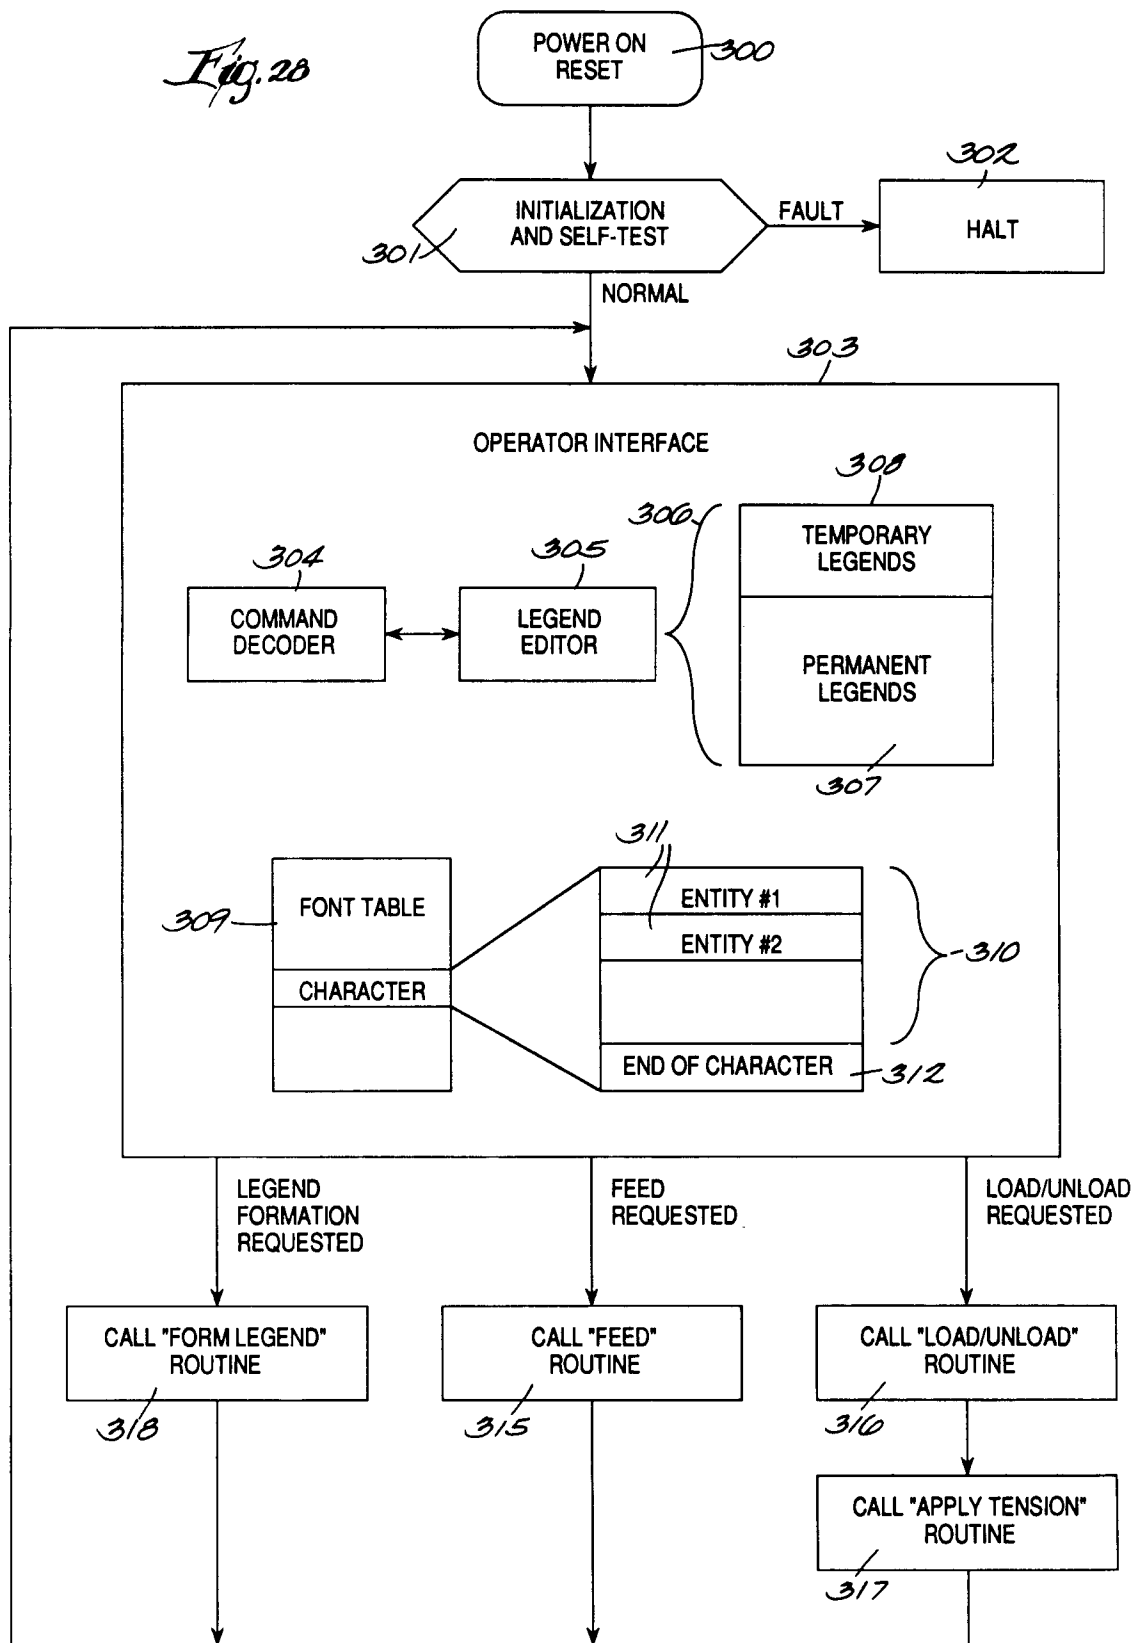 Fig. 28
POWER ON
RESET
300
302
INITIALIZATION
AND SELF-TEST
301
FAULT
HALT
NORMAL
303
OPERATOR INTERFACE
308
306
TEMPORARY
LEGENDS
304
305
COMMAND
DECODER
LEGEND
EDITOR
PERMANENT
LEGENDS
307
311
309
FONT TABLE
CHARACTER
ENTITY #1
ENTITY #2
310
END OF CHARACTER
312
LEGEND
FORMATION
REQUESTED
FEED
REQUESTED
LOAD/UNLOAD
REQUESTED
CALL "FORM LEGEND"
ROUTINE
318
CALL "FEED"
ROUTINE
315
CALL "LOAD/UNLOAD"
ROUTINE
316
CALL "APPLY TENSION"
ROUTINE
317